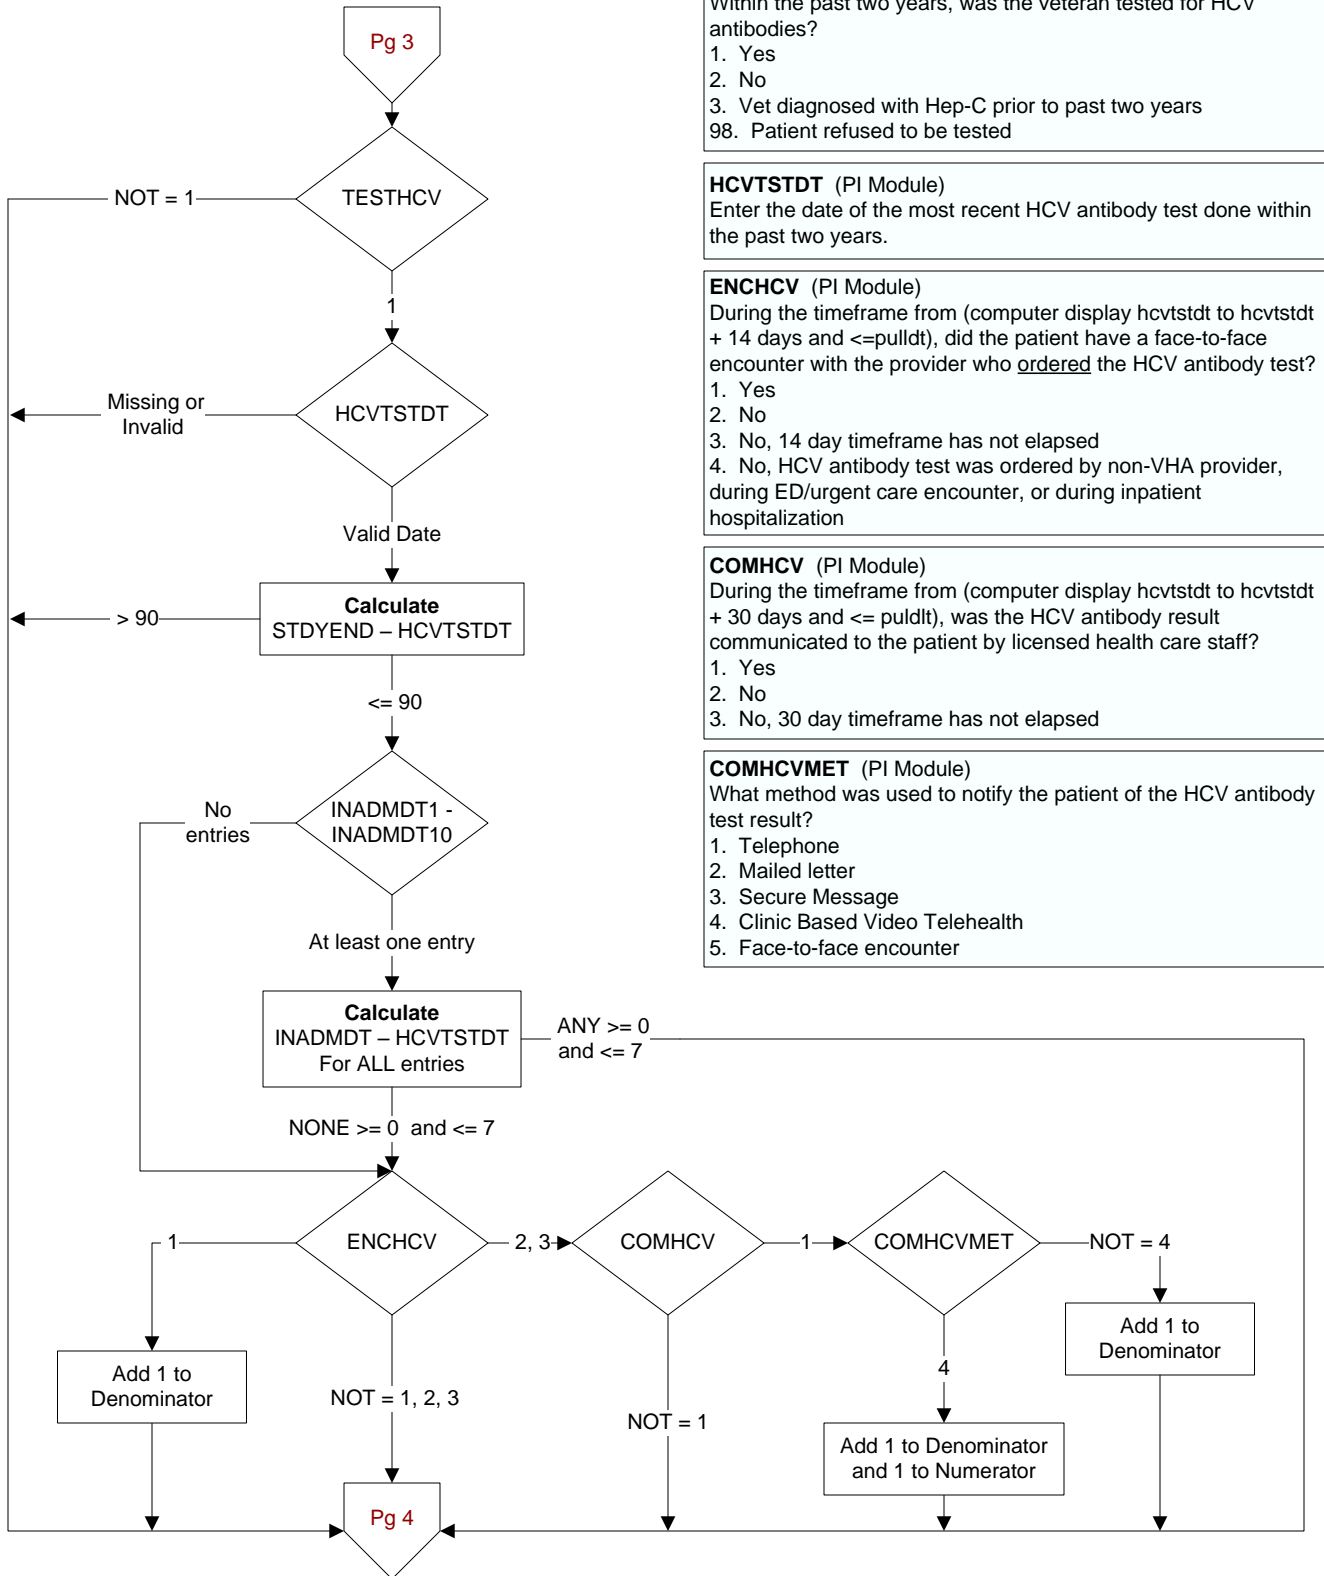 Pg 3
TESTHCV
NOT = 1
1
HCVTSTDT
Missing or
Invalid
Valid Date
Calculate
STDYEND – HCVTSTDT
> 90
<= 90
INADMDT1 -
INADMDT10
No
entries
At least one entry
Calculate
INADMDT – HCVTSTDT
For ALL entries
ANY >= 0
and <= 7
NONE >= 0 and <= 7
ENCHCV
1
2, 3
COMHCV
1
COMHCVMET
NOT = 4
Add 1 to
Denominator
NOT = 1, 2, 3
NOT = 1
4
Add 1 to Denominator
and 1 to Numerator
Add 1 to
Denominator
Pg 4
Within the past two years, was the veteran tested for HCV
antibodies?
1. Yes
2. No
3. Vet diagnosed with Hep-C prior to past two years
98. Patient refused to be tested
HCVTSTDT (PI Module)
Enter the date of the most recent HCV antibody test done within
the past two years.
ENCHCV (PI Module)
During the timeframe from (computer display hcvtstdt to hcvtstdt
+ 14 days and <=pulldt), did the patient have a face-to-face
encounter with the provider who ordered the HCV antibody test?
1. Yes
2. No
3. No, 14 day timeframe has not elapsed
4. No, HCV antibody test was ordered by non-VHA provider,
during ED/urgent care encounter, or during inpatient
hospitalization
COMHCV (PI Module)
During the timeframe from (computer display hcvtstdt to hcvtstdt
+ 30 days and <= puldlt), was the HCV antibody result
communicated to the patient by licensed health care staff?
1. Yes
2. No
3. No, 30 day timeframe has not elapsed
COMHCVMET (PI Module)
What method was used to notify the patient of the HCV antibody
test result?
1. Telephone
2. Mailed letter
3. Secure Message
4. Clinic Based Video Telehealth
5. Face-to-face encounter